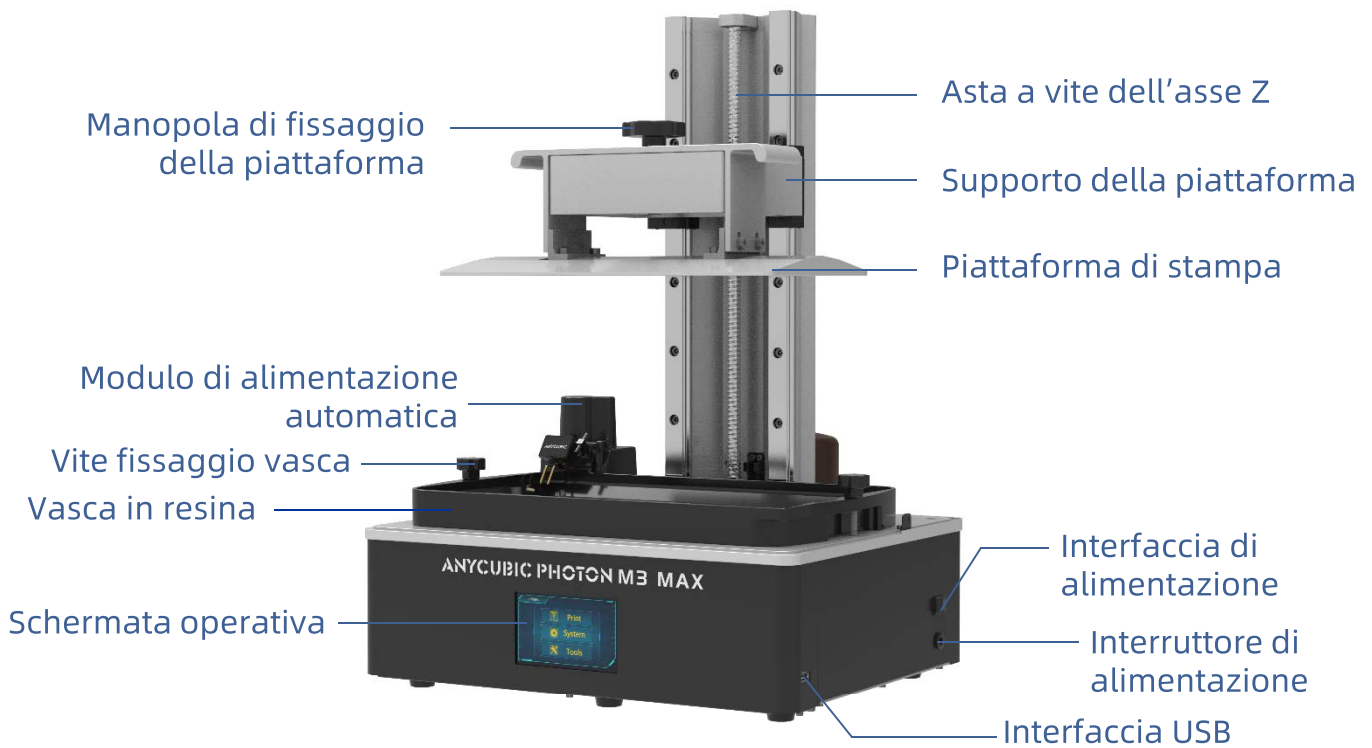 Asta a vite dell’asse Z
Manopola di fissaggio
della piattaforma
Supporto della piattaforma
Piattaforma di stampa
Modulo di alimentazione
automatica
Vite fissaggio vasca
Vasca in resina
ANYCUBIC
Interfaccia di
alimentazione
ANYCUBIC PHOTON M3 MAX
Schermata operativa
Print
System
Tools
Interruttore di
alimentazione
Interfaccia USB